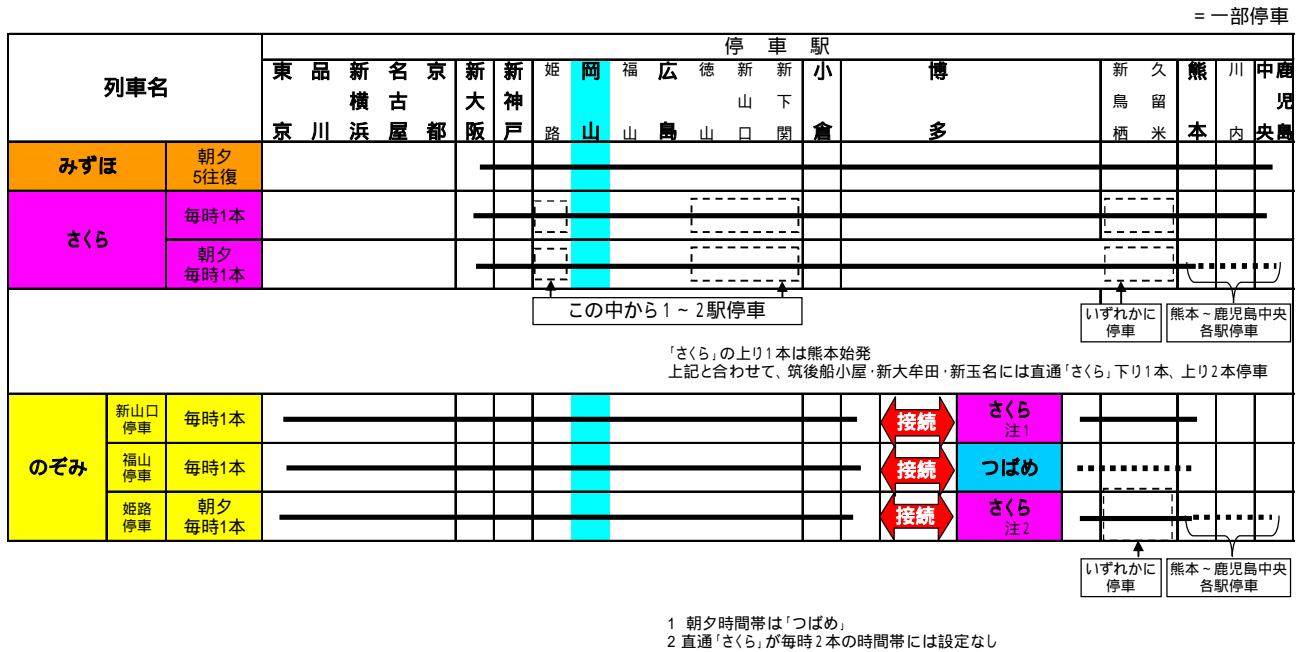 =一部停車
列車名
停車駅
東京 品川 新横浜 名古屋 京都 新大阪 新神戸 姫路 岡山 福山 広島 徳山 新山口 新下関 小倉 博多 新鳥栖 久留米 熊本 川内 鹿児島中央
みずほ
朝夕
5往復
さくら
毎時1本
朝夕
毎時1本
この中から1~2駅停車
いずれかに
停車
熊本~鹿児島中央
各駅停車
「さくら」の上り1本は熊本始発
上記と合わせて、筑後船小屋・新大牟田・新玉名には直通「さくら」下り1本、上り2本停車
のぞみ
新山口
停車
毎時1本
接続
さくら
注1
福山
停車
毎時1本
接続
つばめ
姫路
停車
朝夕
毎時1本
接続
さくら
注2
いずれかに
停車
熊本~鹿児島中央
各駅停車
1 朝夕時間帯は「つばめ」
2 直通「さくら」が毎時2本の時間帯には設定なし